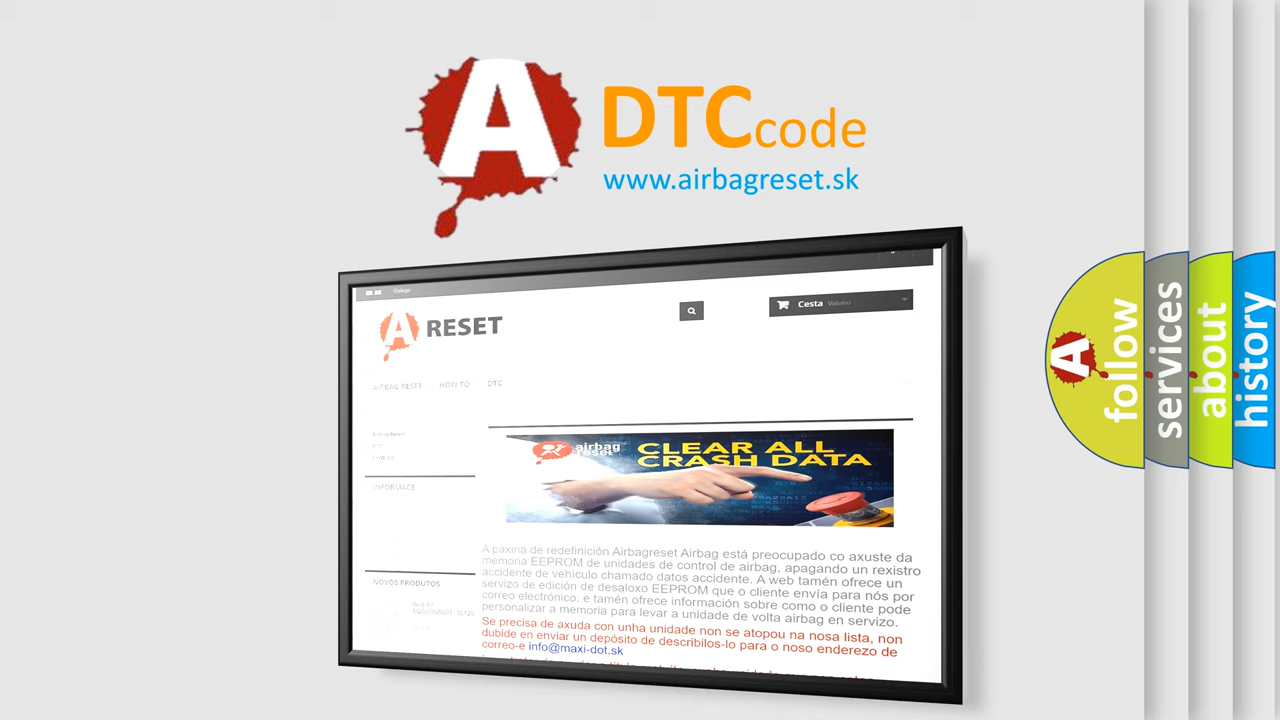 A
DTC code
www.airbagreset.sk
Galego
A RESET
Cesta Valeiro
AIRBAG RESET HOW TO DTC
INFORMACE
NOVOS PRODUTOS
airbag
reset
CLEAR ALL
CRASH DATA
A páxina de redefinición Airbagreset Airbag está preocupado co axuste da
memoria EEPROM de unidades de control de airbag, apagando un rexistro
accidente de vehículo chamado datos accidente. A web tamén ofrece un
servizo de edición de desaloxo EEPROM que o cliente envía para nós por
correo electrónico, e tamén ofrece información sobre como o cliente pode
personalizar a memoria para levar a unidade de volta airbag en servizo.
Se precisa de axuda con unha unidade non se atopou na nosa lista, non
dubide en enviar un depósito de describilos-lo para o noso enderezo de
correo-e info@maxi-dot.sk
A follow
services
about
history